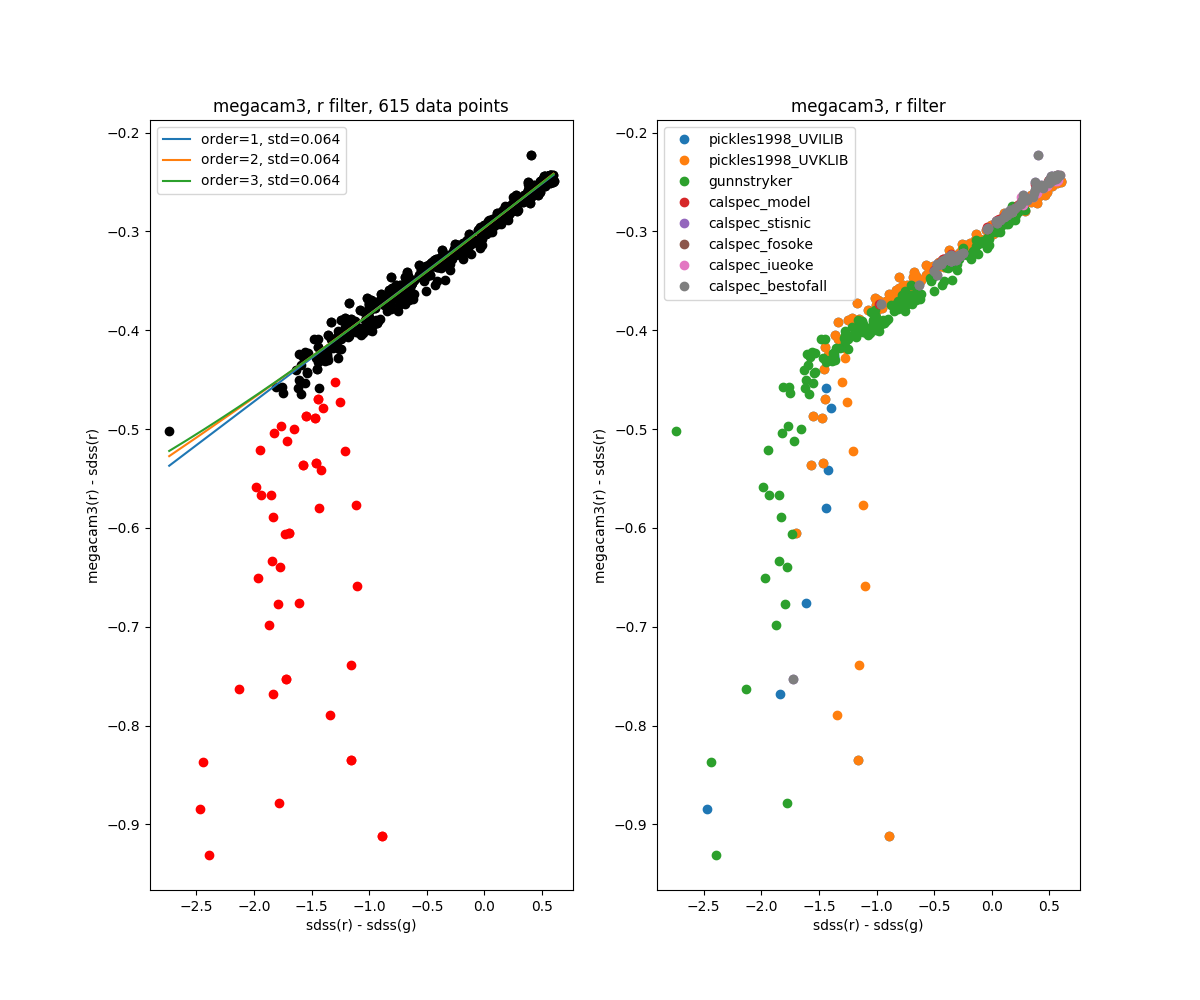 megacam3, r filter, 615 data points
order=1, std=0.064
order=2, std=0.064
order=3, std=0.064
−0.2
−0.3
−0.4
−0.5
−0.6
−0.7
−0.8
−0.9
megacam3(r) - sdss(r)
−2.5 −2.0 −1.5 −1.0 −0.5 0.0 0.5
sdss(r) - sdss(g)
megacam3, r filter
pickles1998_UVILIB
pickles1998_UVKLIB
gunnstryker
calspec_model
calspec_stisnic
calspec_fosoke
calspec_iueoke
calspec_bestofall
−0.2
−0.3
−0.4
−0.5
−0.6
−0.7
−0.8
−0.9
megacam3(r) - sdss(r)
−2.5 −2.0 −1.5 −1.0 −0.5 0.0 0.5
sdss(r) - sdss(g)